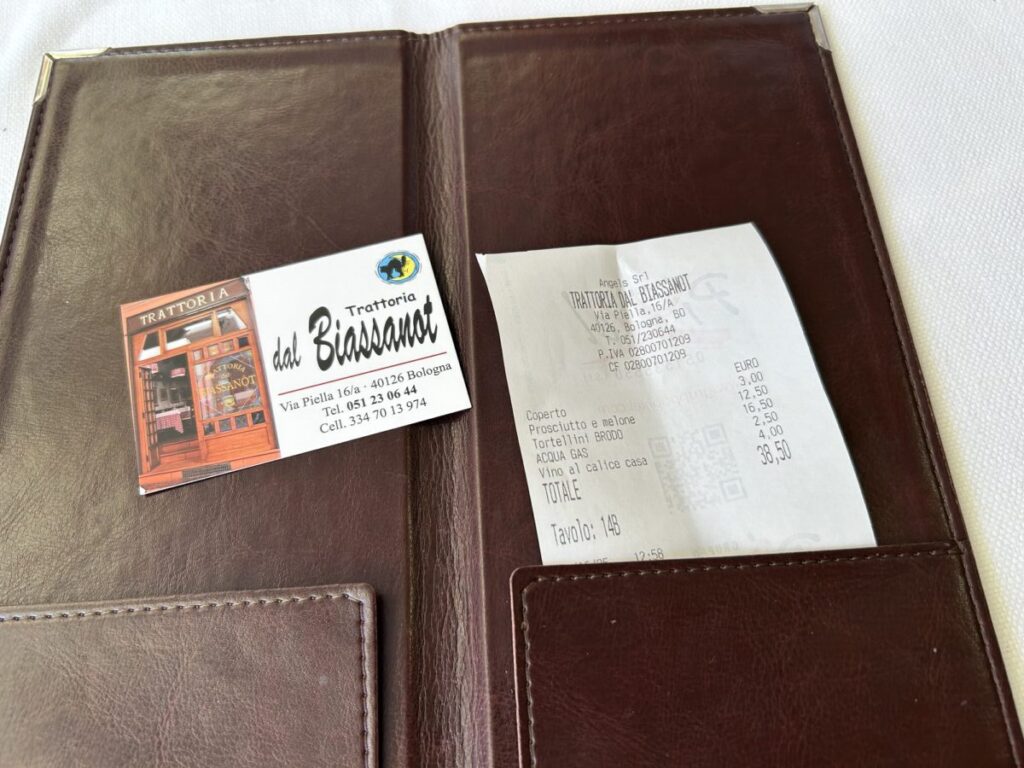 TRATTORIA
TRATTORIA
BIASSANOT
Trattoria
dal Biassanot
Via Piella 16/a · 40126 Bologna
Tel. 051 23 06 44
Cell. 334 70 13 974
Angels Srl
TRATTORIA DAL BIASSANOT
Via Piella,16/A
40126, Bologna, BO
T. 051/230644
P.IVA 02800701209
CF 02800701209
EURO
Coperto 3,00
Prosciutto e melone 12,50
Tortellini BRODO 16,50
ACQUA GAS 2,50
Vino al calice casa 4,00
TOTALE 38,50
Tavolo: 14B
12:58